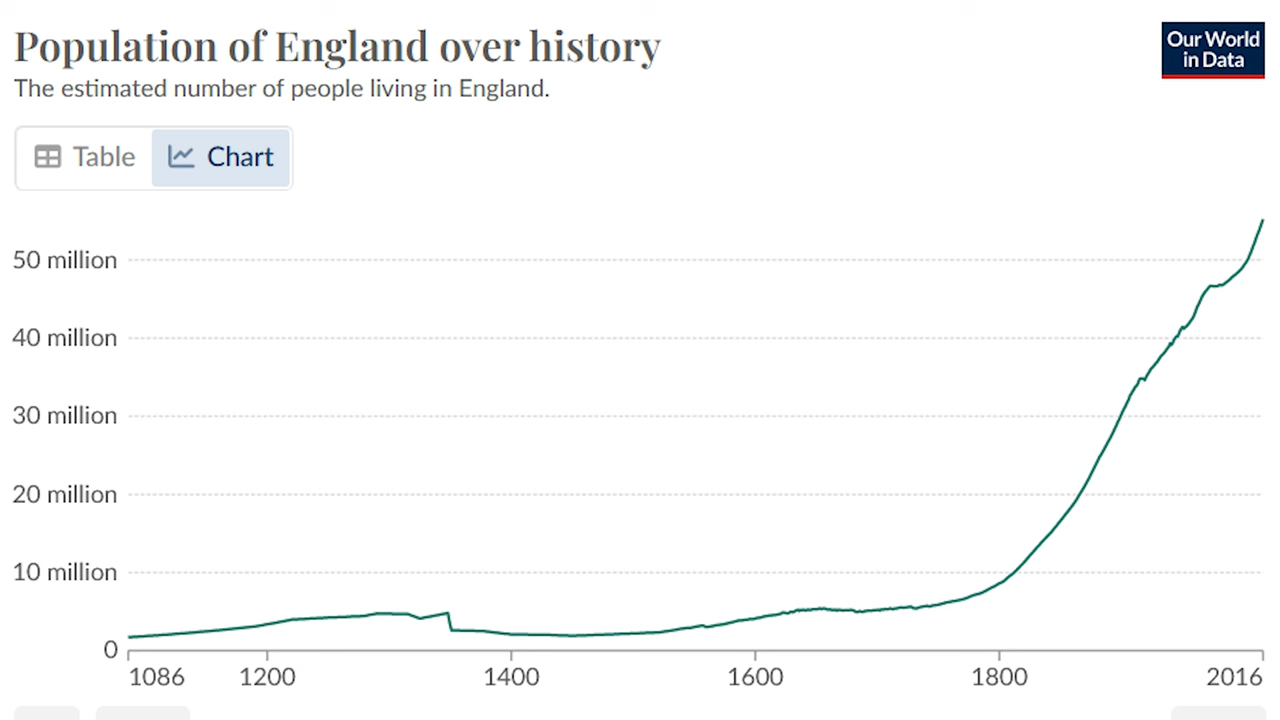 Population of England over history
Our World
in Data
The estimated number of people living in England.
Table
Chart
50 million
40 million
30 million
20 million
10 million
0
1086 1200 1400 1600 1800 2016